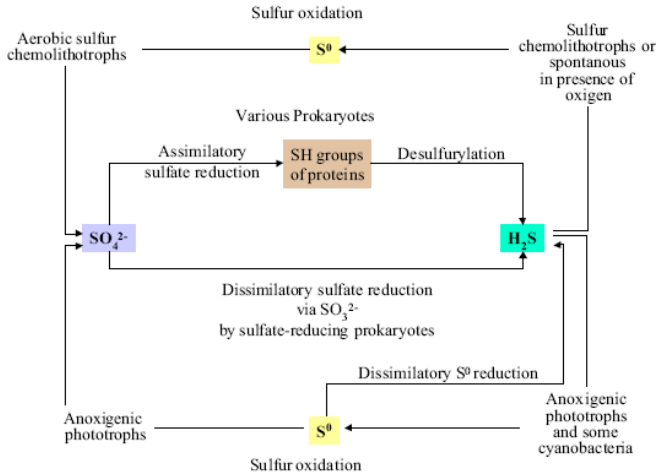 Sulfur oxidation
Aerobic sulfur
chemolithotrophs
S⁰
Sulfur
chemolithotrophs or
spontanous
in presence of
oxigen
Various Prokaryotes
Assimilatory
sulfate reduction
SH groups
of proteins
Desulfurylation
SO₄²⁻
H₂S
Dissimilatory sulfate reduction
via SO₃²⁻
by sulfate-reducing prokaryotes
Dissimilatory S⁰ reduction
Anoxigenic
phototrophs
S⁰
Anoxigenic
phototrophs
and some
cyanobacteria
Sulfur oxidation